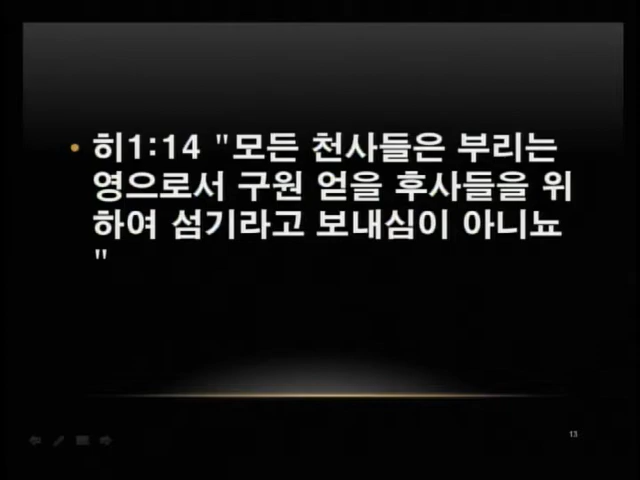 • 히1:14 "모든 천사들은 부리는
영으로서 구원 얻을 후사들을 위
하여 섬기라고 보내심이 아니뇨
"
13